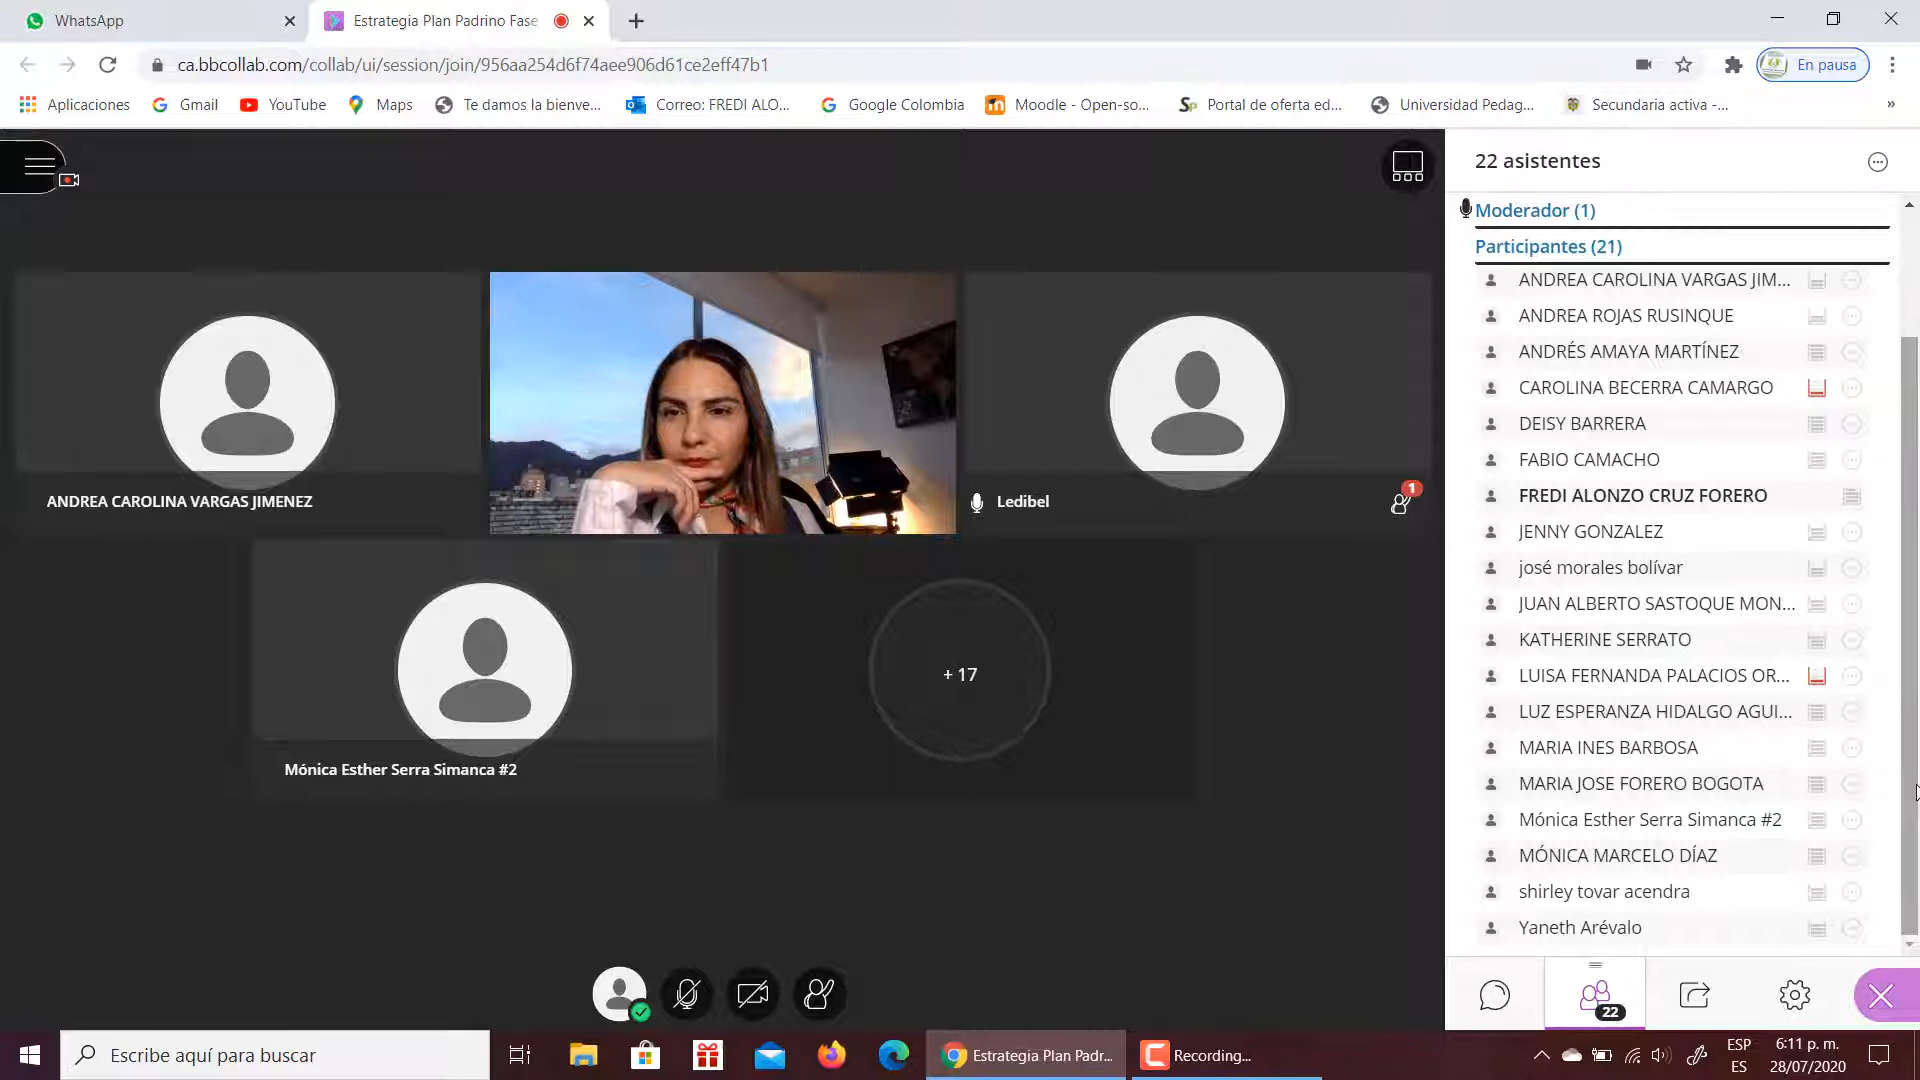 WhatsApp
Estrategia Plan Padrino Fase
ca.bbcollab.com/collab/ui/session/join/956aa254d6f74aee906d61ce2eff47b1
En pausa
Aplicaciones
Gmail
YouTube
Maps
Te damos la bienve...
Correo: FREDI ALO...
Google Colombia
Moodle - Open-so...
Portal de oferta ed...
Universidad Pedag...
Secundaria activa -...
»
22 asistentes
Moderador (1)
Participantes (21)
ANDREA CAROLINA VARGAS JIM...
ANDREA ROJAS RUSINQUE
ANDRÉS AMAYA MARTÍNEZ
CAROLINA BECERRA CAMARGO
DEISY BARRERA
FABIO CAMACHO
FREDI ALONZO CRUZ FORERO
JENNY GONZALEZ
josé morales bolívar
JUAN ALBERTO SASTOQUE MON...
KATHERINE SERRATO
LUISA FERNANDA PALACIOS OR...
LUZ ESPERANZA HIDALGO AGUI...
MARIA INES BARBOSA
MARIA JOSE FORERO BOGOTA
Mónica Esther Serra Simanca #2
MÓNICA MARCELO DÍAZ
shirley tovar acendra
Yaneth Arévalo
22
ANDREA CAROLINA VARGAS JIMENEZ
Ledibel
1
Mónica Esther Serra Simanca #2
+ 17
Escribe aquí para buscar
Estrategia Plan Padr...
Recording...
ESP
ES
6:11 p. m.
28/07/2020